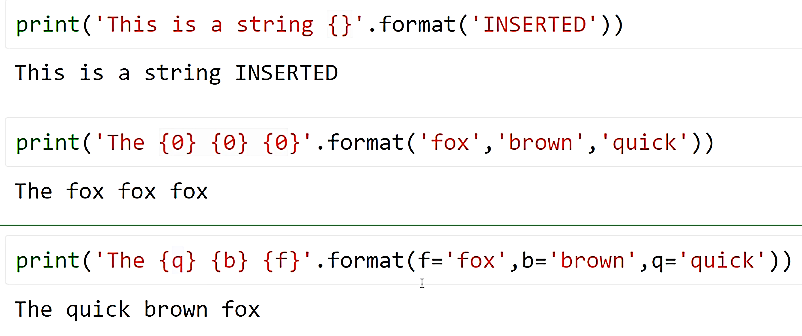 print('This is a string {}'.format('INSERTED'))
This is a string INSERTED
print('The {0} {0} {0}'.format('fox','brown','quick'))
The fox fox fox
print('The {q} {b} {f}'.format(f='fox',b='brown',q='quick'))
The quick brown fox